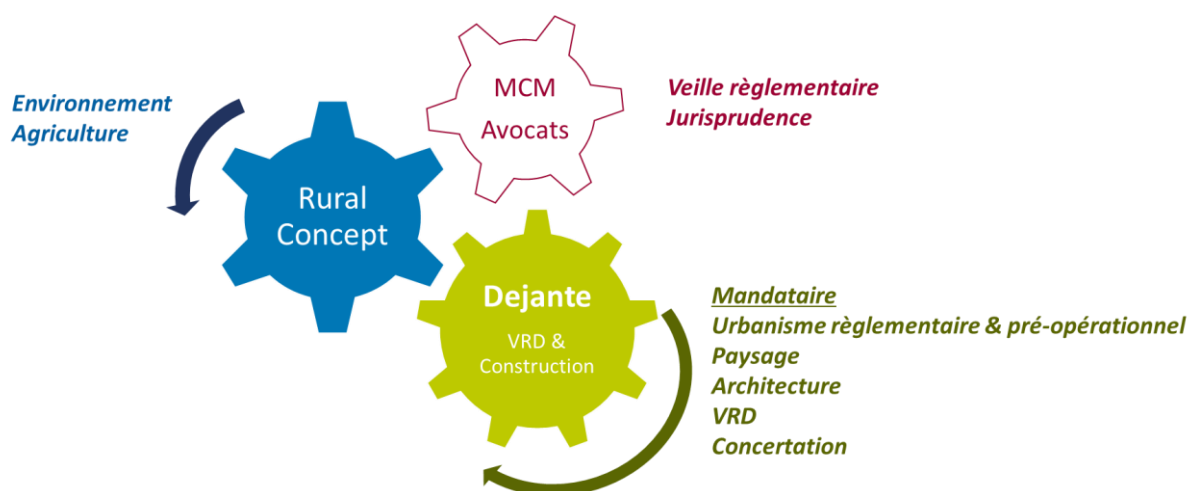 Environnement
Agriculture
Rural
Concept
MCM
Avocats
Veille règlementaire
Jurisprudence
Dejante
VRD &
Construction
Mandataire
Urbanisme règlementaire & pré-opérationnel
Paysage
Architecture
VRD
Concertation